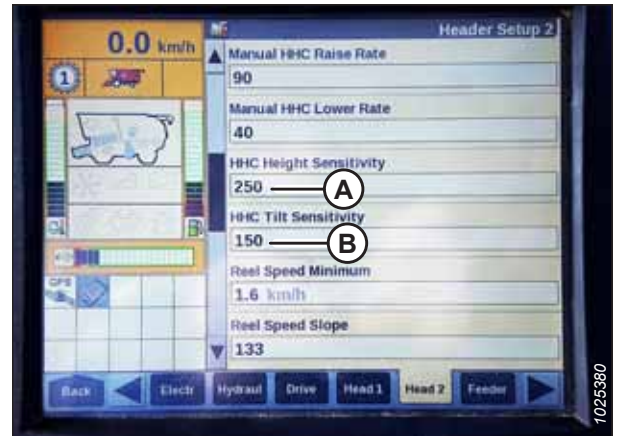 Header Setup 2
0.0 km/h
1
Manual HHC Raise Rate
90
Manual HHC Lower Rate
40
HHC Height Sensitivity
250
A
HHC Tilt Sensitivity
150
B
Reel Speed Minimum
1.6 km/h
Reel Speed Slope
133
GPS
Back Electr Hydraul Drive Head 1 Head 2 Feeder
1025380